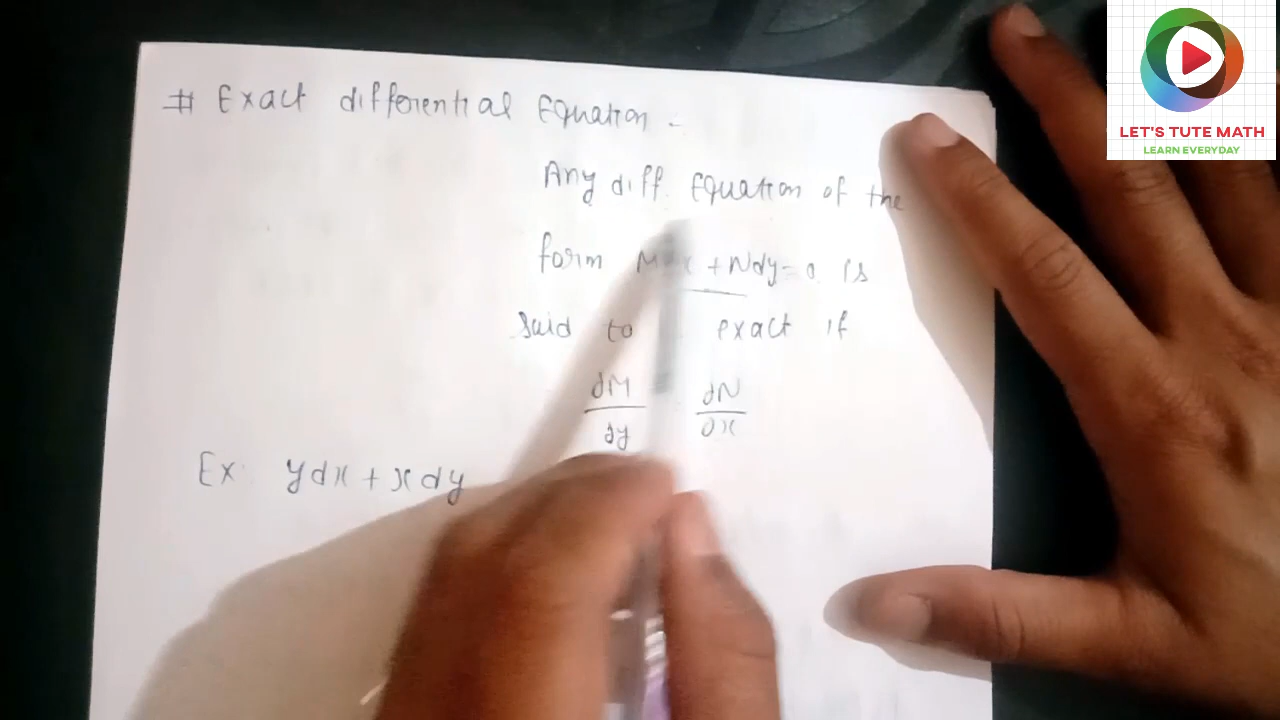 # Exact differential Equation -
Any diff. Equation of the
form M + Ndy = 0 is
said to exact if
∂M/∂y ∂N/∂x
Ex. ydx + xdy
LET'S TUTE MATH
LEARN EVERYDAY